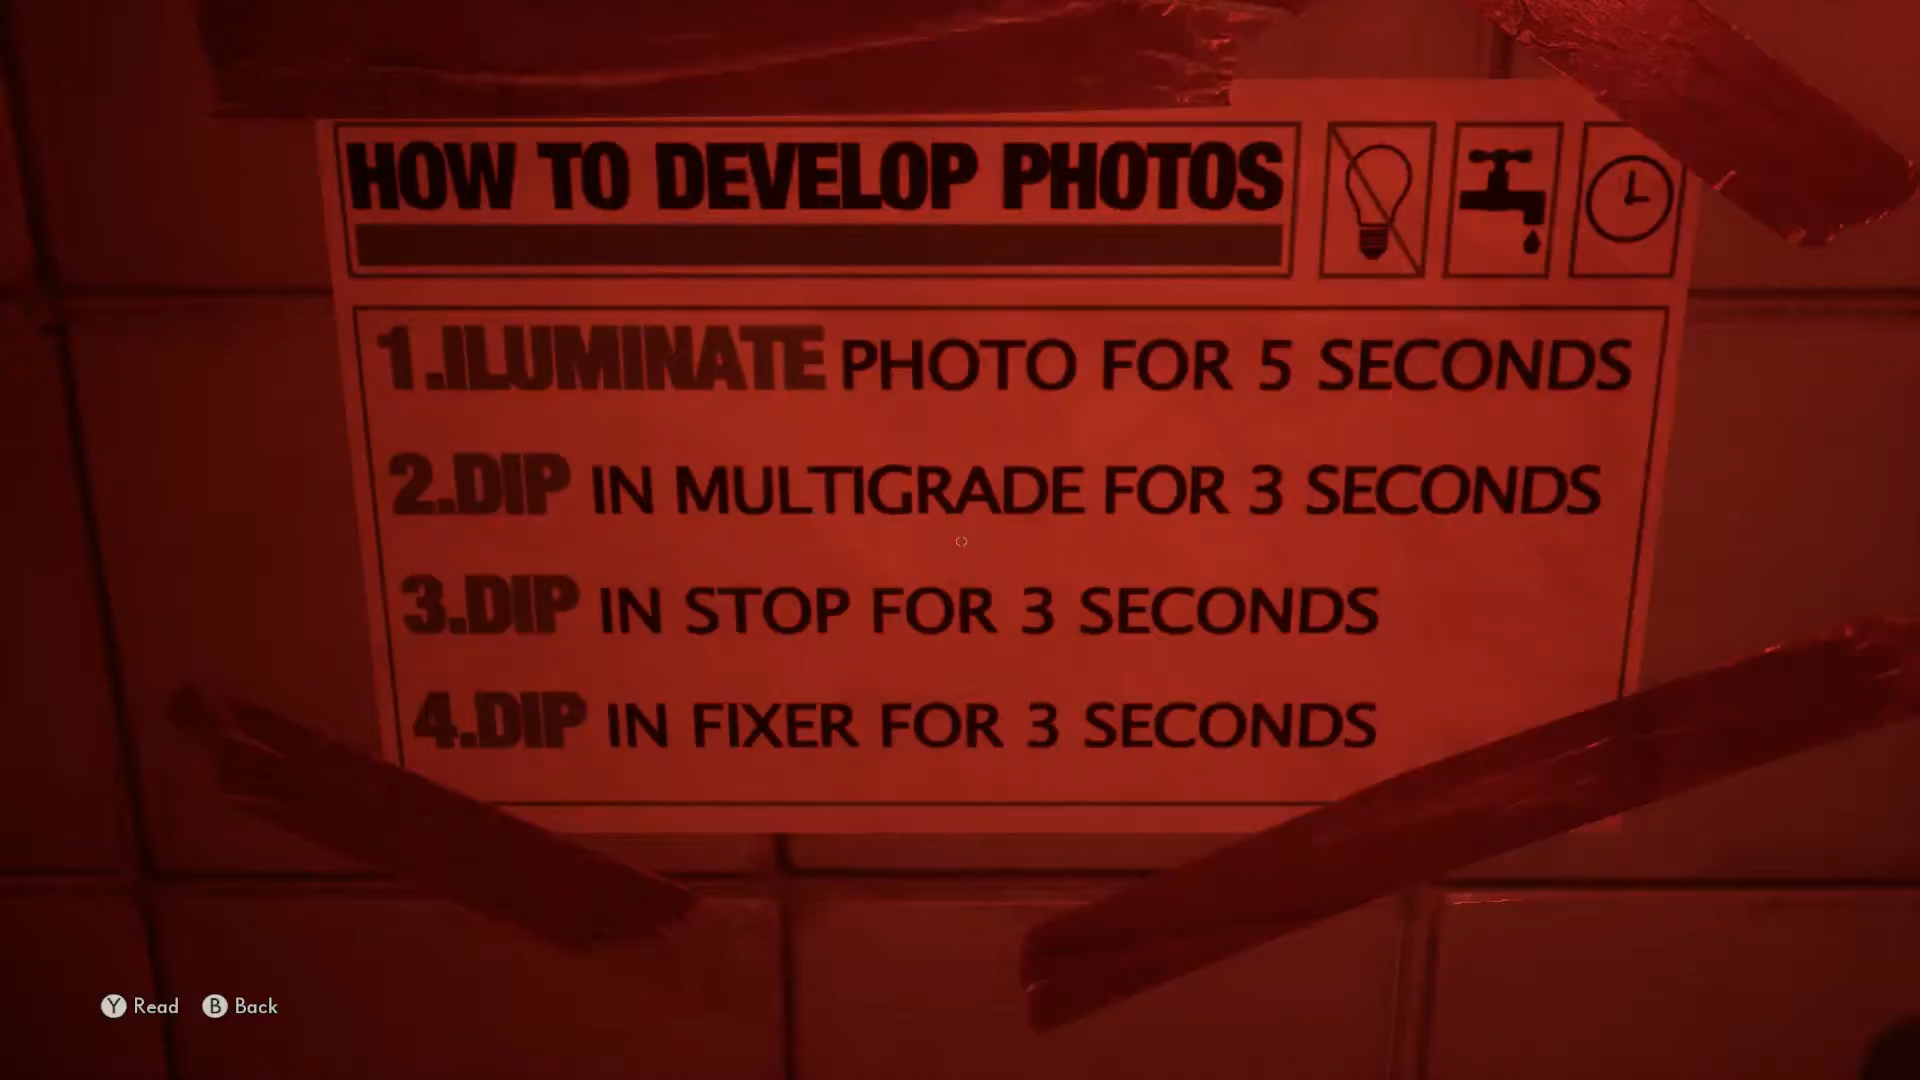 HOW TO DEVELOP PHOTOS
1.ILUMINATE PHOTO FOR 5 SECONDS
2.DIP IN MULTIGRADE FOR 3 SECONDS
3.DIP IN STOP FOR 3 SECONDS
4.DIP IN FIXER FOR 3 SECONDS
Y Read B Back